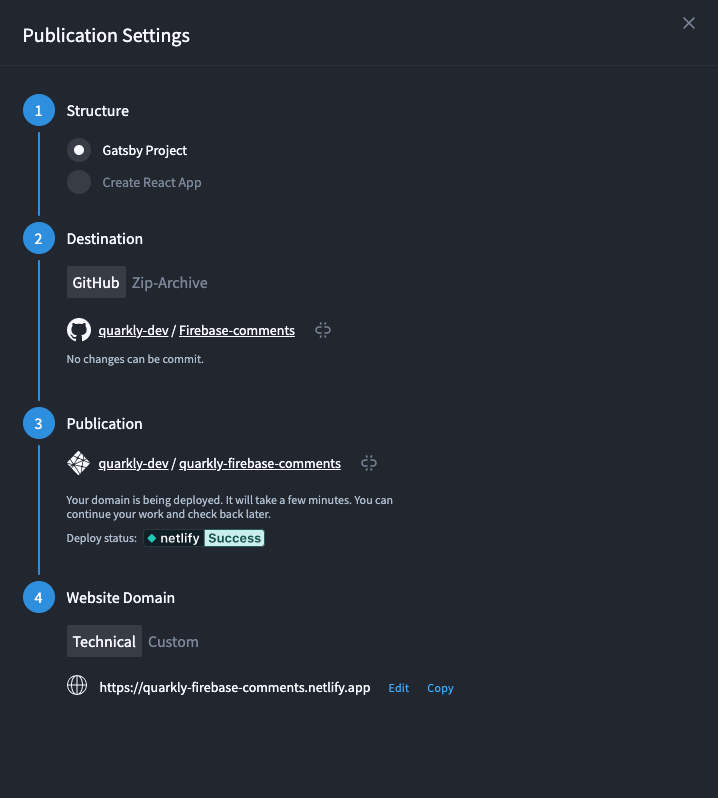 Publication Settings
1 Structure
Gatsby Project
Create React App
2 Destination
GitHub Zip-Archive
quarkly-dev / Firebase-comments
No changes can be commit.
3 Publication
quarkly-dev / quarkly-firebase-comments
Your domain is being deployed. It will take a few minutes. You can
continue your work and check back later.
Deploy status: netlify Success
4 Website Domain
Technical Custom
https://quarkly-firebase-comments.netlify.app Edit Copy